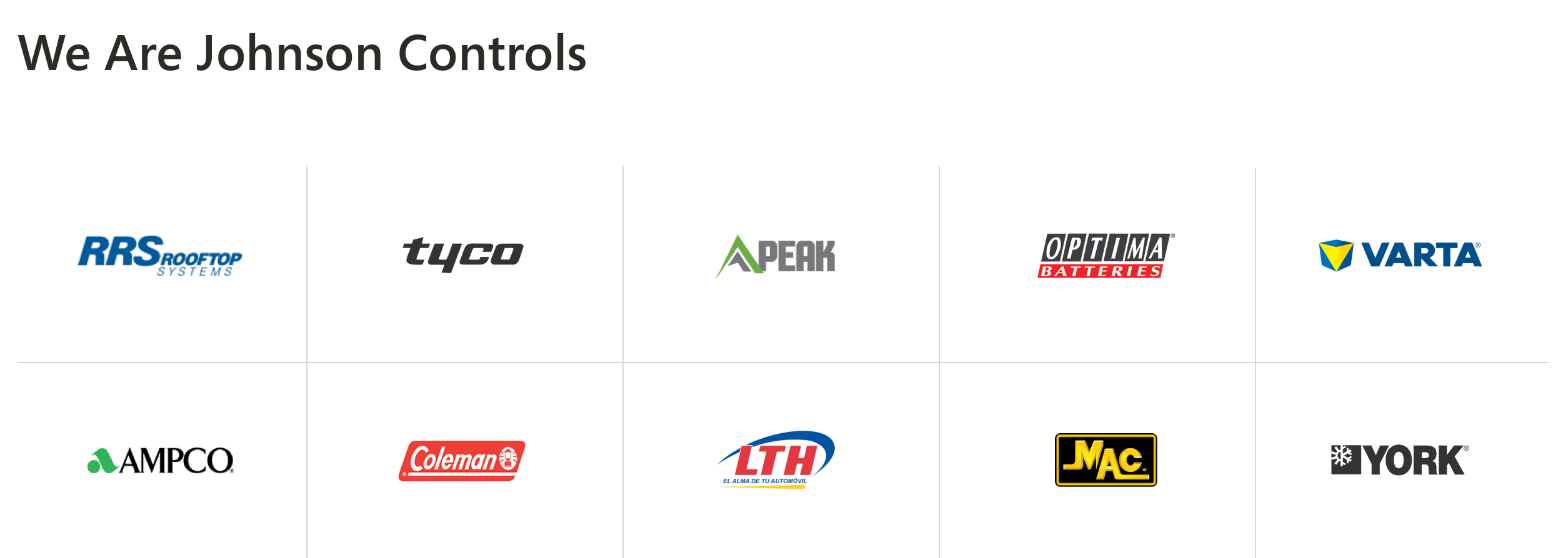 We Are Johnson Controls
RRS ROOFTOP
SYSTEMS
tyco
APEAK
OPTIMA®
BATTERIES
VARTA®
AMPCO®
Coleman
®
LTH
EL ALMA DE TU AUTOMÓVIL
MAC
YORK®